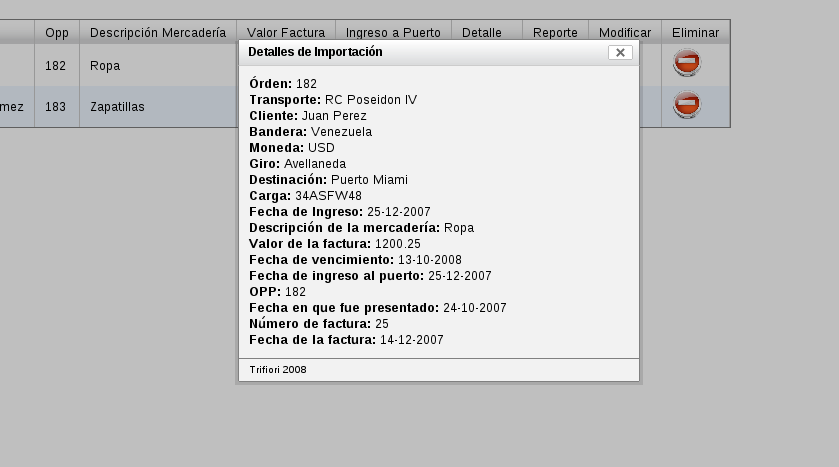 Opp Descripción Mercadería Valor Factura Ingreso a Puerto Detalle Reporte Modificar Eliminar
182 Ropa
mez 183 Zapatillas
Detalles de Importación
Órden: 182
Transporte: RC Poseidon IV
Cliente: Juan Perez
Bandera: Venezuela
Moneda: USD
Giro: Avellaneda
Destinación: Puerto Miami
Carga: 34ASFW48
Fecha de Ingreso: 25-12-2007
Descripción de la mercadería: Ropa
Valor de la factura: 1200.25
Fecha de vencimiento: 13-10-2008
Fecha de ingreso al puerto: 25-12-2007
OPP: 182
Fecha en que fue presentado: 24-10-2007
Número de factura: 25
Fecha de la factura: 14-12-2007
Trifiori 2008